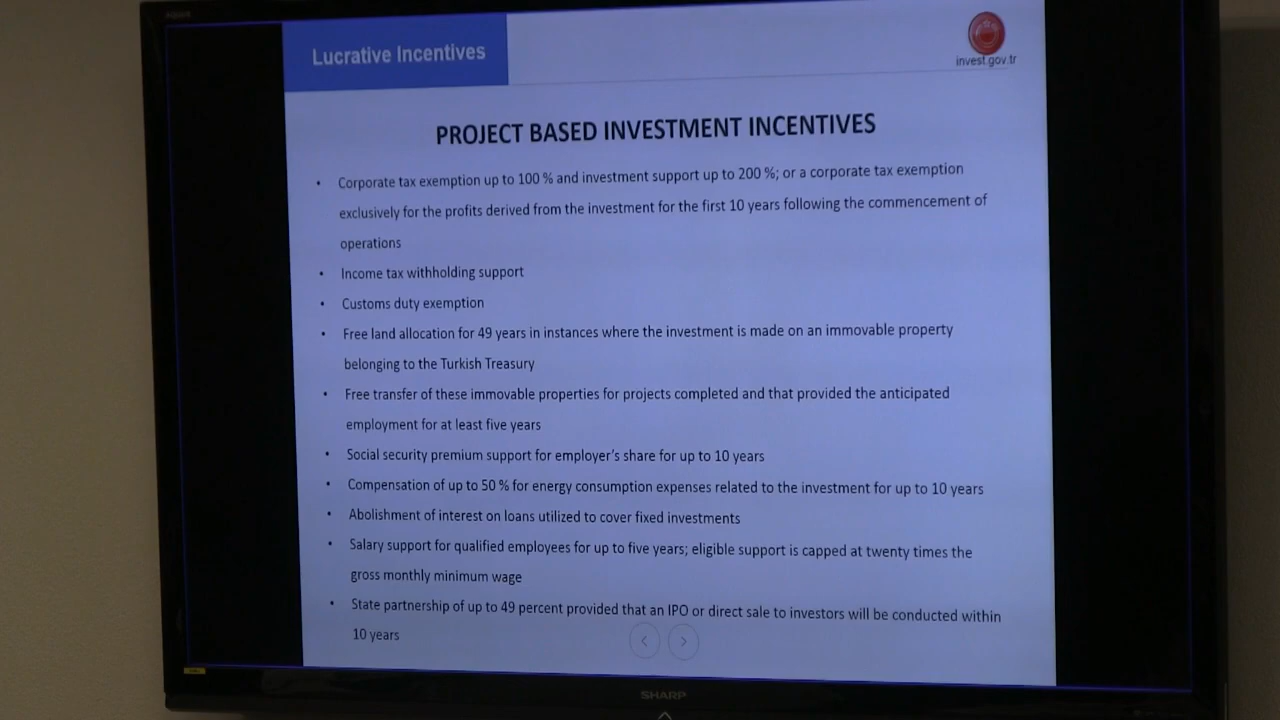 Lucrative Incentives
invest.gov.tr
PROJECT BASED INVESTMENT INCENTIVES
• Corporate tax exemption up to 100 % and investment support up to 200 %; or a corporate tax exemption
exclusively for the profits derived from the investment for the first 10 years following the commencement of
operations
• Income tax withholding support
• Customs duty exemption
• Free land allocation for 49 years in instances where the investment is made on an immovable property
belonging to the Turkish Treasury
• Free transfer of these immovable properties for projects completed and that provided the anticipated
employment for at least five years
• Social security premium support for employer's share for up to 10 years
• Compensation of up to 50 % for energy consumption expenses related to the investment for up to 10 years
• Abolishment of interest on loans utilized to cover fixed investments
• Salary support for qualified employees for up to five years; eligible support is capped at twenty times the
gross monthly minimum wage
• State partnership of up to 49 percent provided that an IPO or direct sale to investors will be conducted within
10 years
SHARP